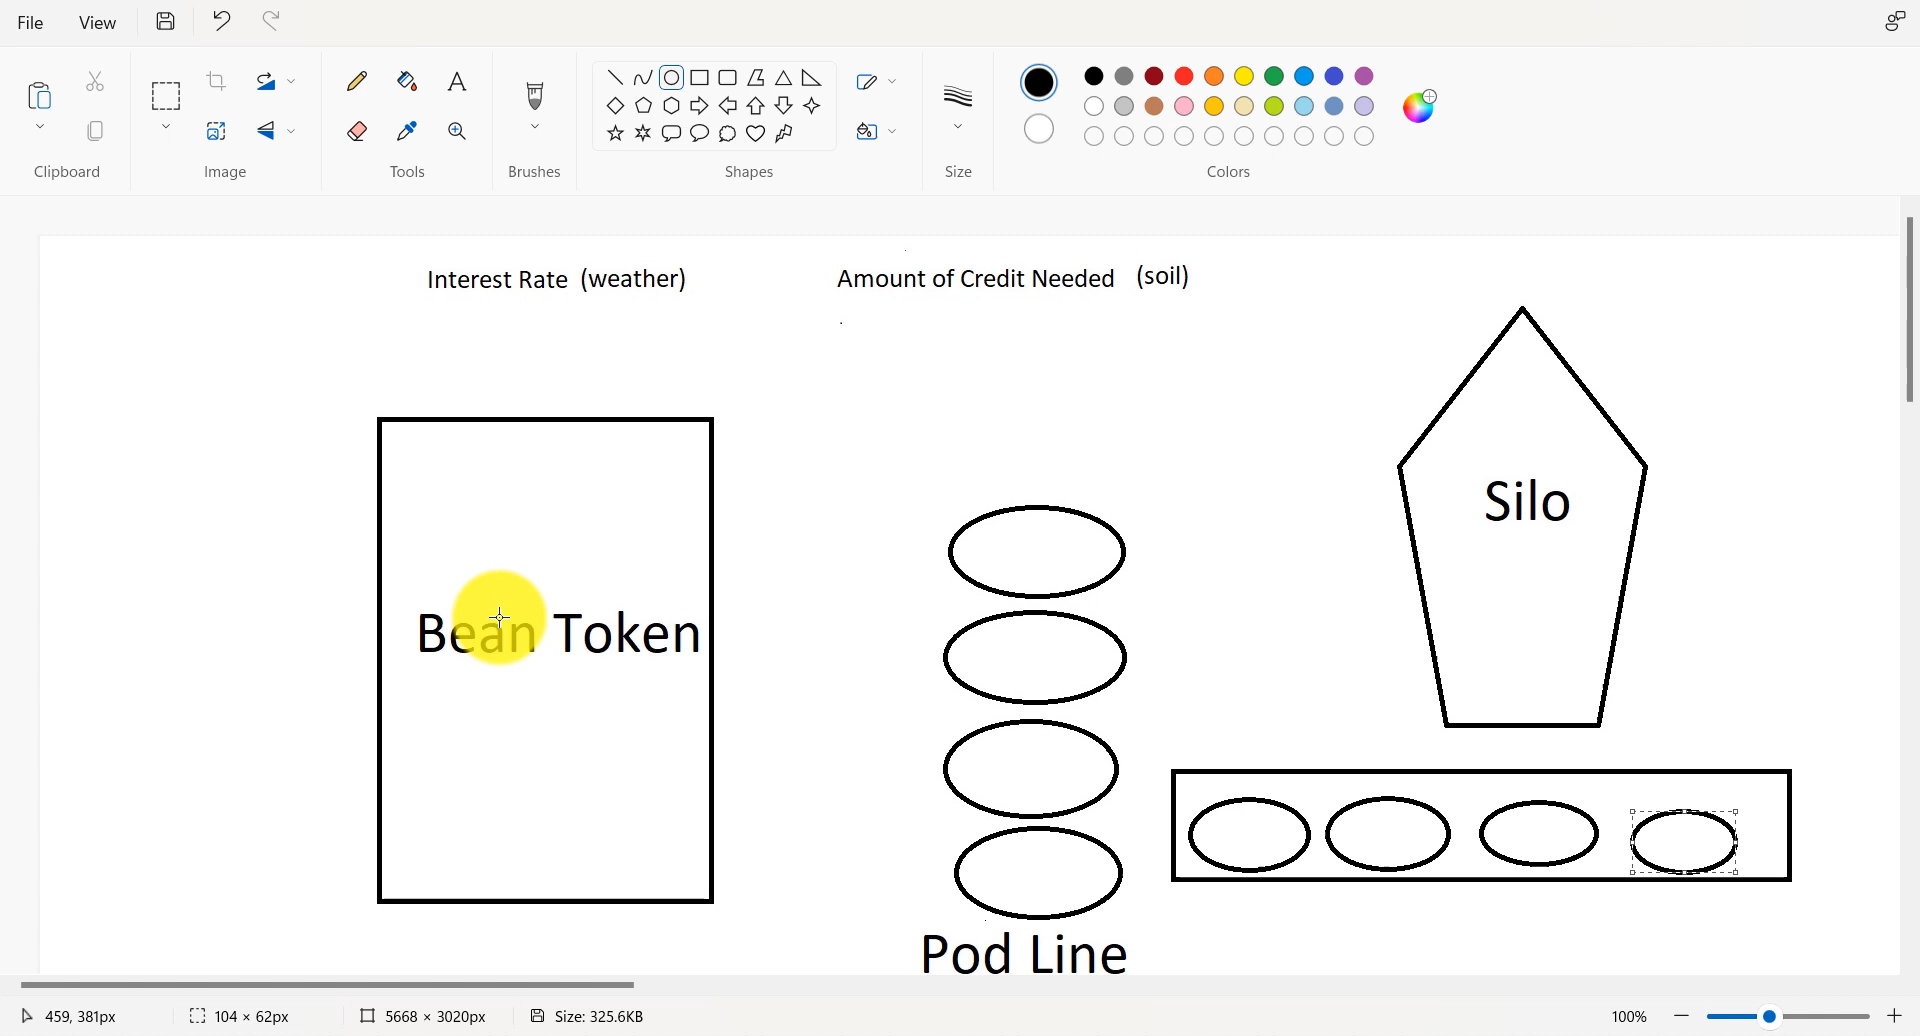 File View
Clipboard
Image
Tools
Brushes
Shapes
Size
Colors
Interest Rate (weather)
Amount of Credit Needed (soil)
Silo
Bean Token
Pod Line
459, 381px
104 × 62px
5668 × 3020px
Size: 325.6KB
100%